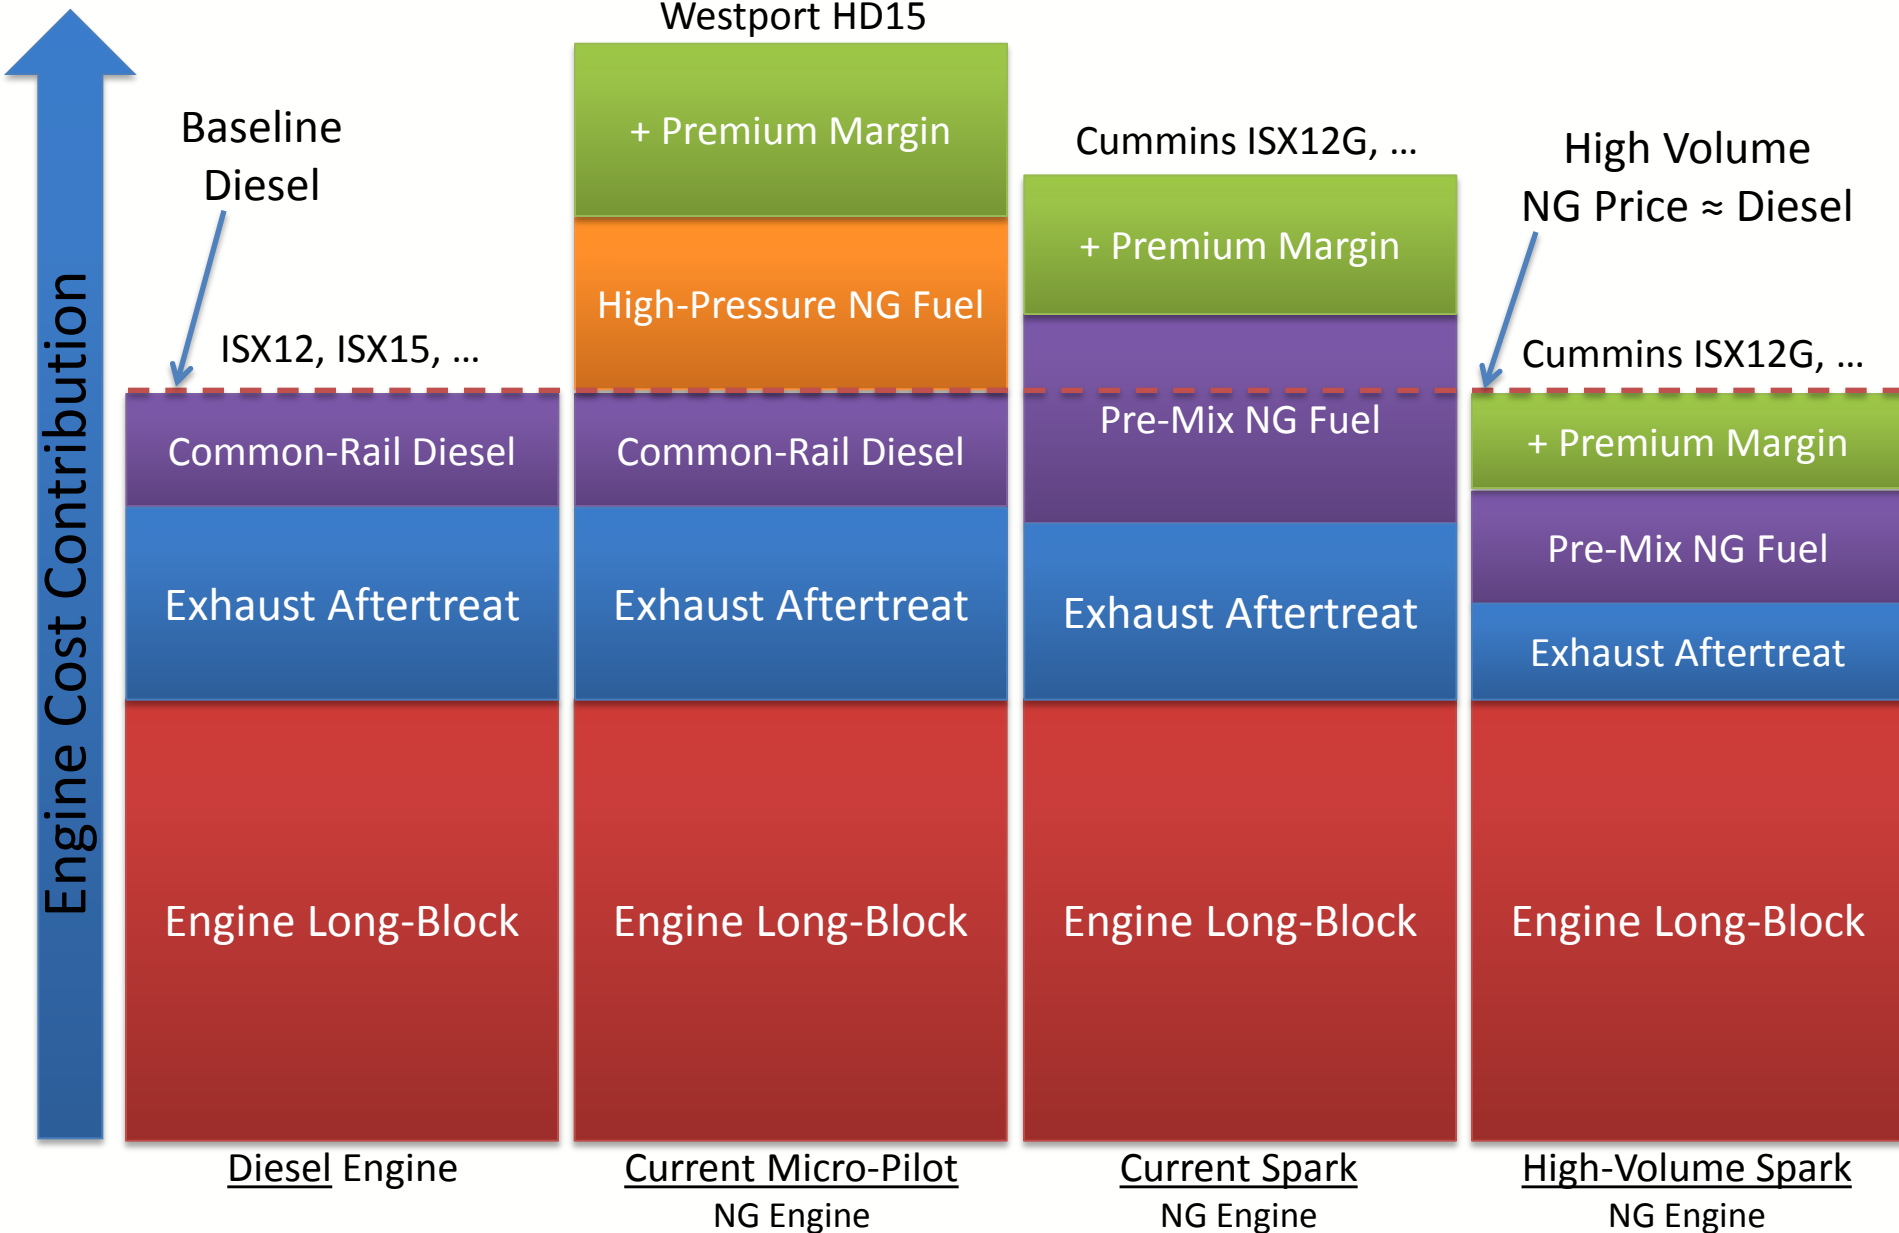 Engine Cost Contribution
Baseline
Diesel
ISX12, ISX15, ...
Common-Rail Diesel
Exhaust Aftertreat
Engine Long-Block
Diesel Engine
Westport HD15
+ Premium Margin
High-Pressure NG Fuel
Common-Rail Diesel
Exhaust Aftertreat
Engine Long-Block
Current Micro-Pilot
NG Engine
Cummins ISX12G, ...
+ Premium Margin
Pre-Mix NG Fuel
Exhaust Aftertreat
Engine Long-Block
Current Spark
NG Engine
High Volume
NG Price ≈ Diesel
Cummins ISX12G, ...
+ Premium Margin
Pre-Mix NG Fuel
Exhaust Aftertreat
Engine Long-Block
High-Volume Spark
NG Engine